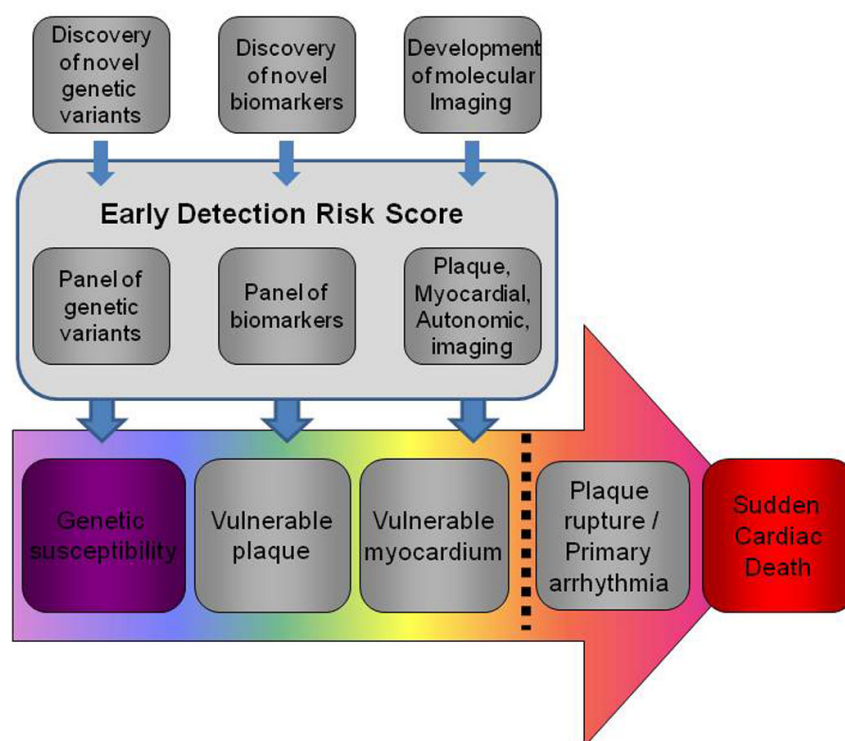 Discovery
of novel
genetic
variants
Discovery
of novel
biomarkers
Development
of molecular
Imaging
Early Detection Risk Score
Panel of
genetic
variants
Panel of
biomarkers
Plaque,
Myocardial,
Autonomic,
imaging
Genetic
susceptibility
Vulnerable
plaque
Vulnerable
myocardium
Plaque
rupture /
Primary
arrhythmia
Sudden
Cardiac
Death